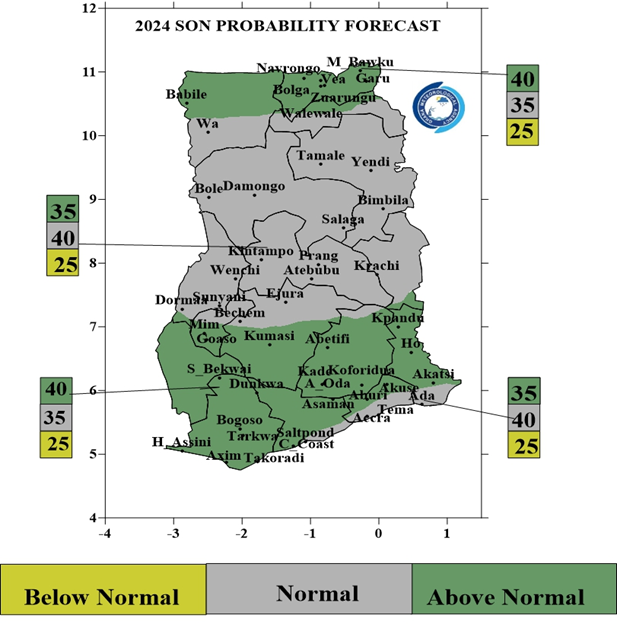 2024 SON PROBABILITY FORECAST
12
11
10
9
8
7
6
5
4
-4
-3
-2
-1
0
1
M_Bawku
Navrongo
Vea
Garu
Bolga
Zuarungu
Babile
Walewale
Wa
Tamale
Yendi
Bole
Damongo
Bimbila
Salaga
Kintampo
Prang
Krachi
Wenchi
Atebubu
Ejura
Dormaa
Sunyani
Bechem
Kpandu
Mim
Goaso
Kumasi
Abetifi
Ho
S_Bekwai
Kade
Koforidua
Akatsi
Dunkwa
A_Oda
Akuse
Aburi
Ada
Asaman
Tema
Bogoso
Accra
Tarkwa
Saltpond
H_Assini
C_Coast
Axim
Takoradi
40
35
25
35
40
25
40
35
25
35
40
25
Below Normal
Normal
Above Normal